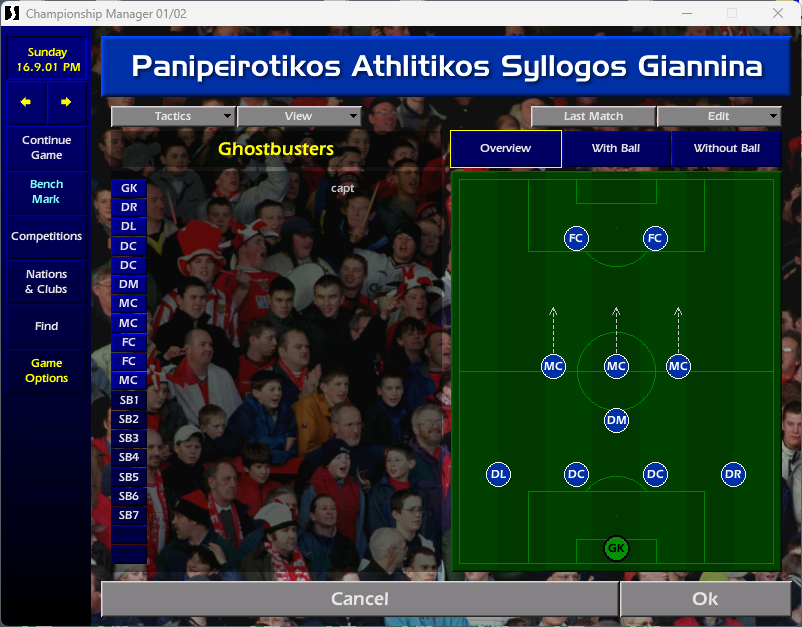 Championship Manager 01/02
Sunday
16.9.01 PM
Continue
Game
Bench
Mark
Competitions
Nations
& Clubs
Find
Game
Options
Panipeirotikos Athlitikos Syllogos Giannina
Tactics
View
Last Match
Edit
Ghostbusters
Overview
With Ball
Without Ball
GK
capt
DR
DL
DC
DC
DM
MC
MC
FC
FC
MC
SB1
SB2
SB3
SB4
SB5
SB6
SB7
FC
FC
MC
MC
MC
DM
DL
DC
DC
DR
GK
Cancel
Ok